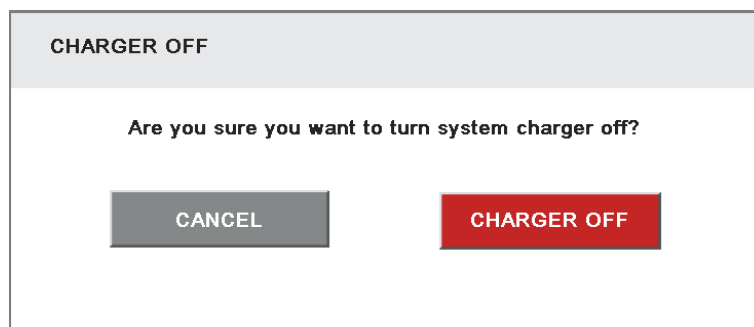 CHARGER OFF
Are you sure you want to turn system charger off?
CANCEL
CHARGER OFF